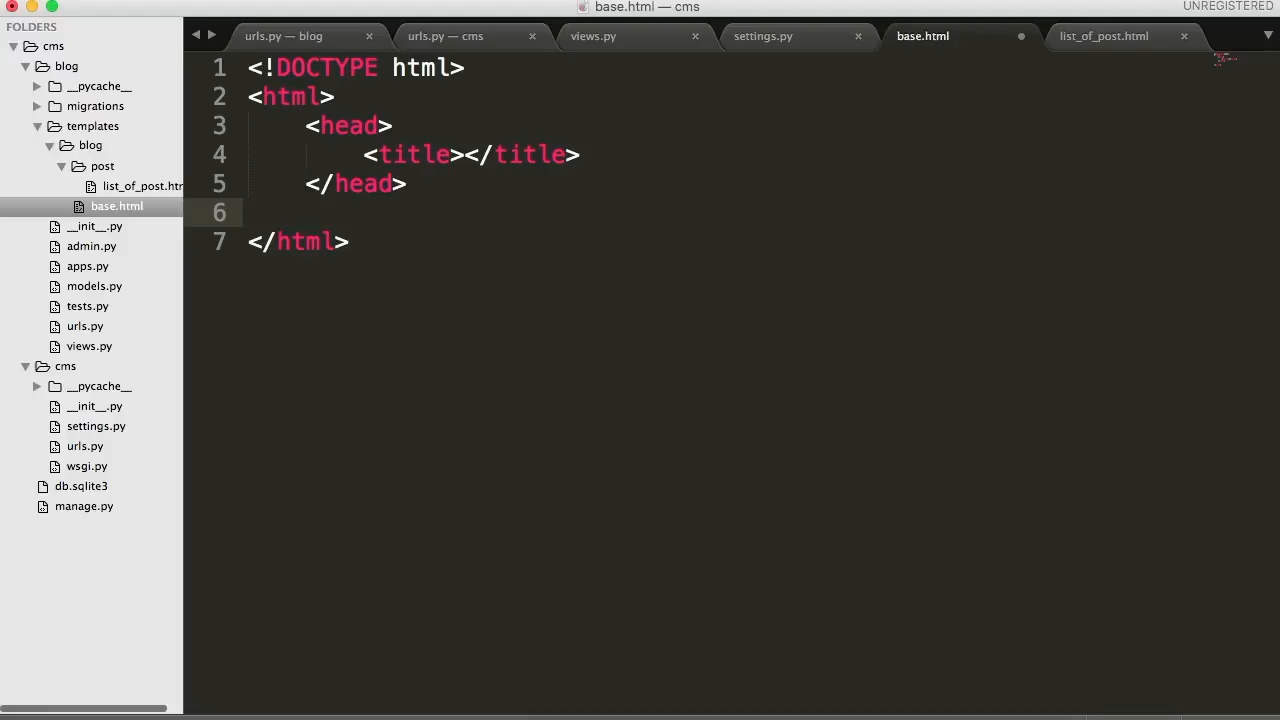 base.html — cms
UNREGISTERED
FOLDERS
cms
blog
__pycache__
migrations
templates
blog
post
list_of_post.htm
base.html
__init__.py
admin.py
apps.py
models.py
tests.py
urls.py
views.py
cms
__pycache__
__init__.py
settings.py
urls.py
wsgi.py
db.sqlite3
manage.py
urls.py — blog
urls.py — cms
views.py
settings.py
base.html
list_of_post.html
1 <!DOCTYPE html>
2 <html>
3 <head>
4 <title></title>
5 </head>
6
7 </html>